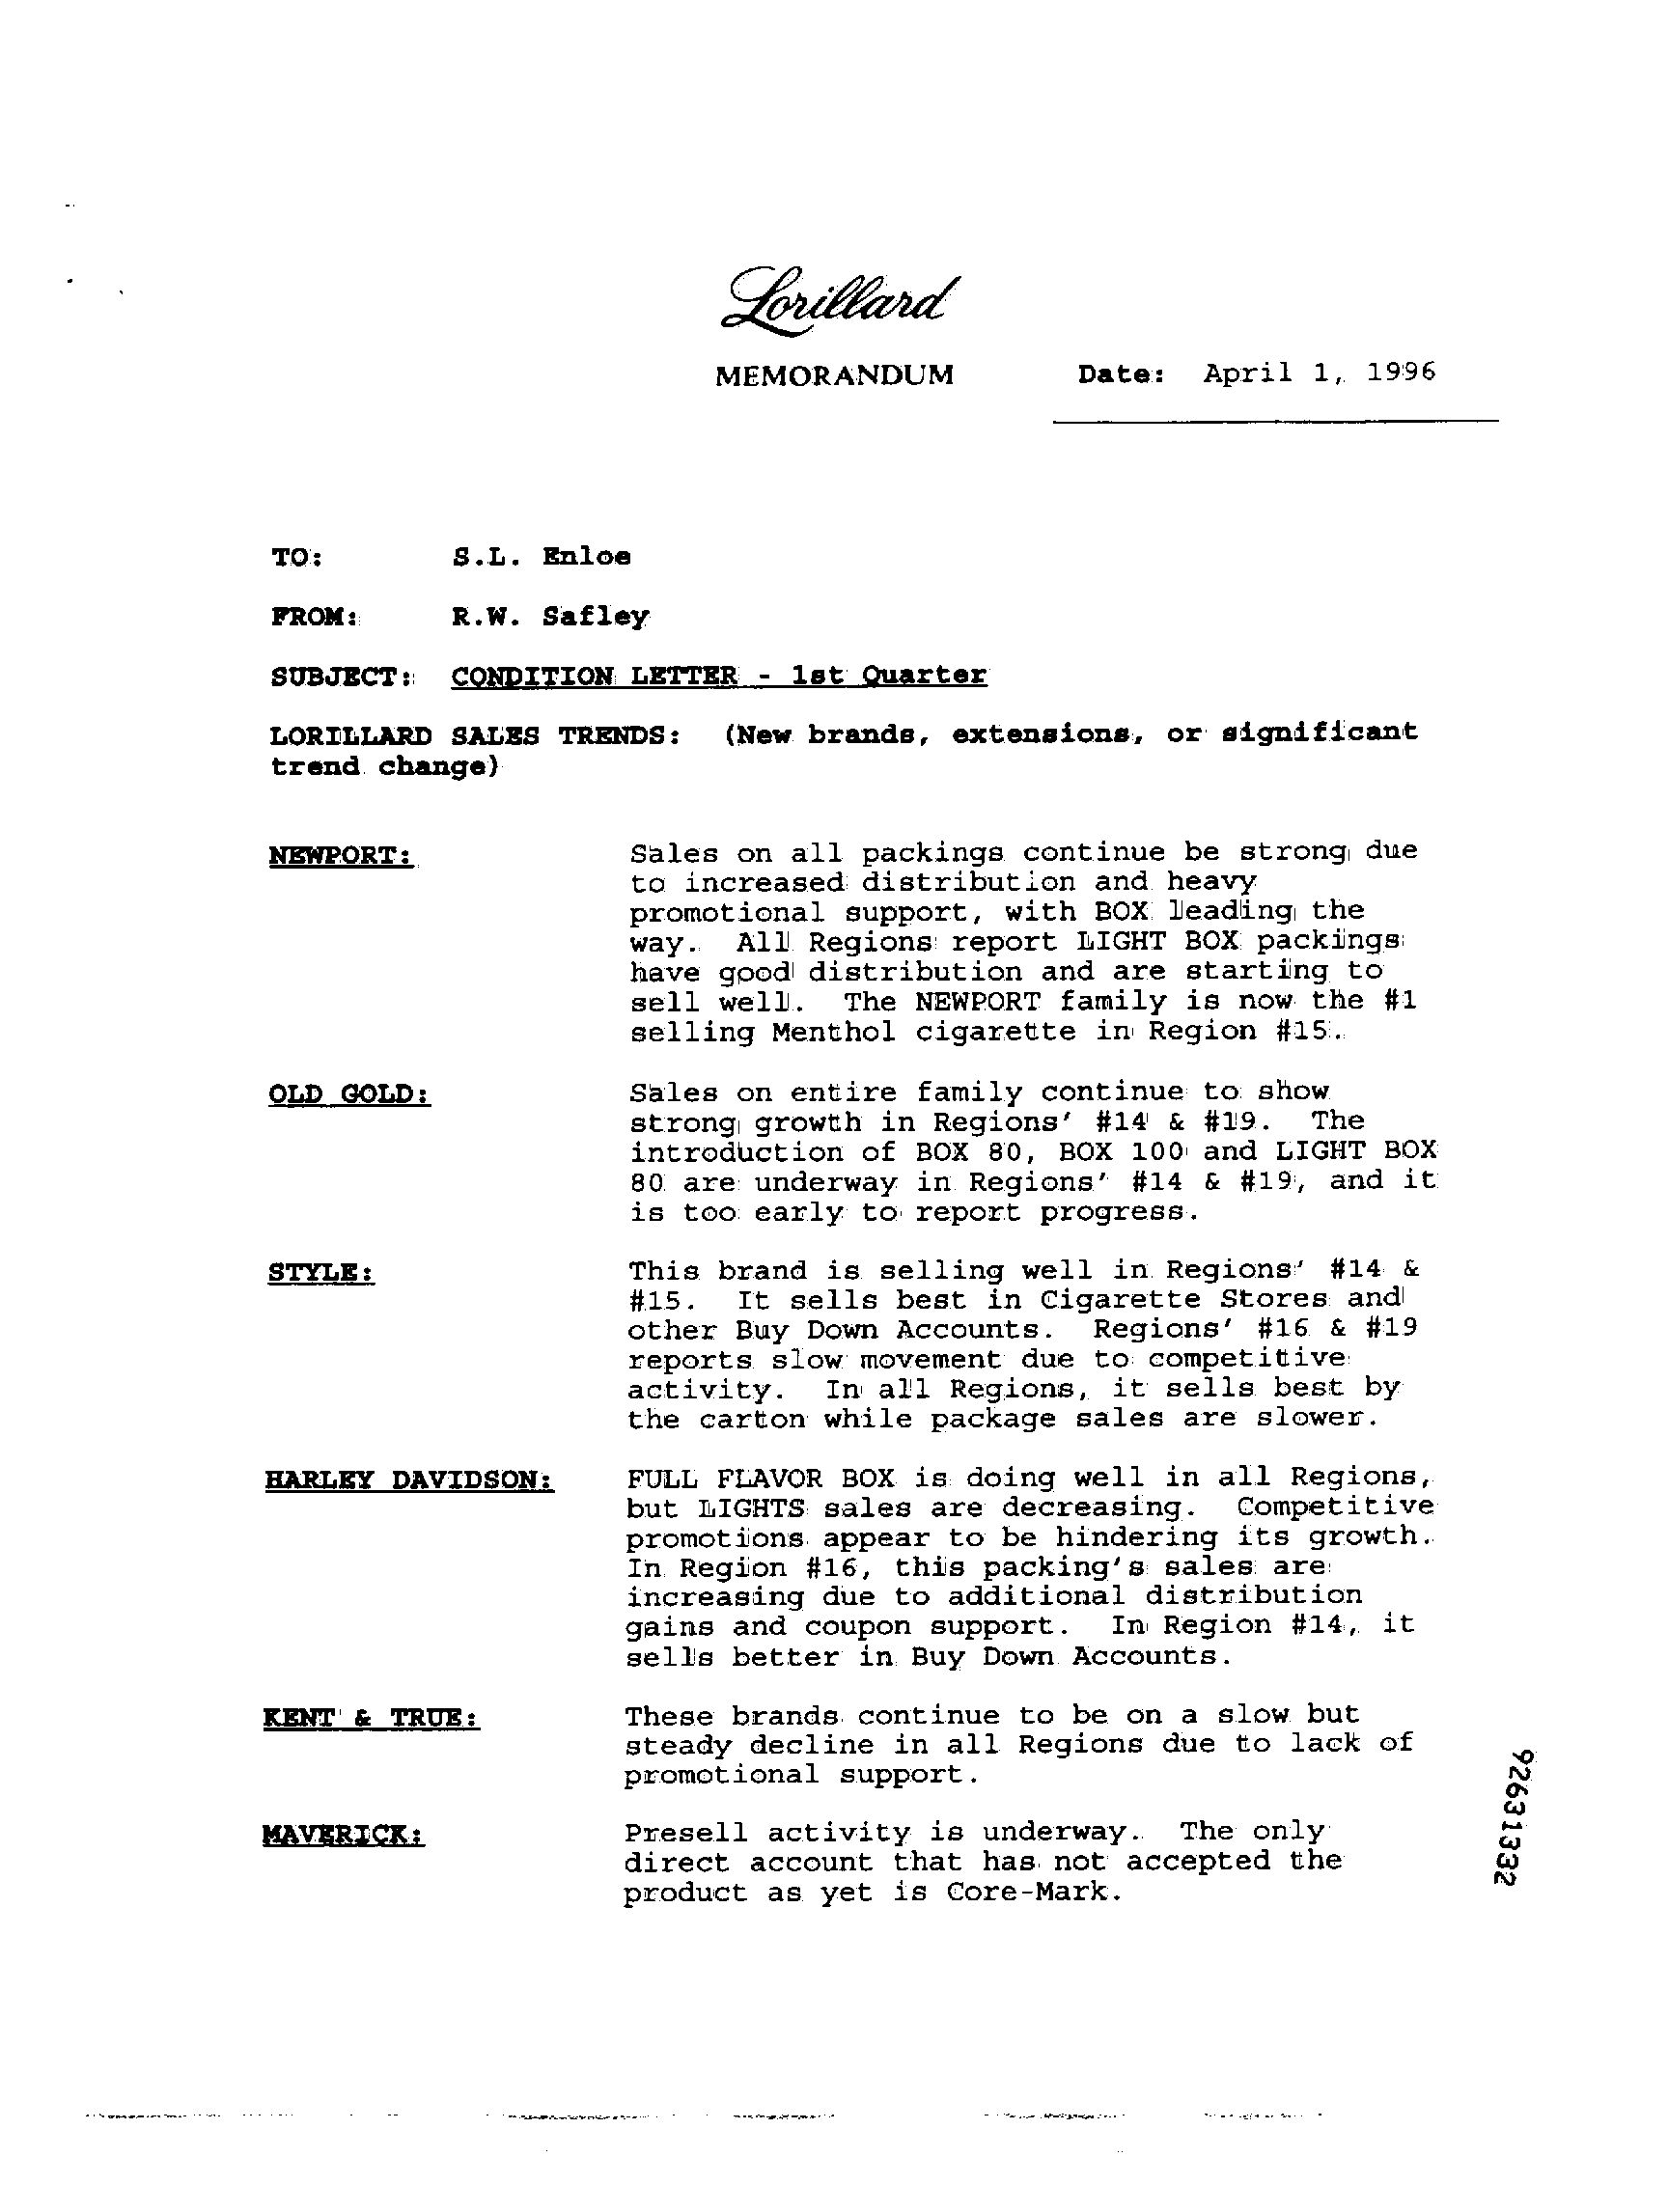 Lorillard
MEMORANDUM Date: April 1, 1996
TO: S.L. Enloe
FROM: R.W. Safley
SUBJECT: CONDITION LETTER - 1st Quarter
LORILLARD SALES TRENDS: (New brands, extensions, or significant
trend change)
NEWPORT: Sales on all packings continue be strong due
to increased distribution and heavy
promotional support, with BOX leading the
way. All Regions report LIGHT BOX packings
have good distribution and are starting to
sell well. The NEWPORT family is now the #1
selling Menthol cigarette in Region #15.
OLD GOLD: Sales on entire family continue to show
strong growth in Regions' #14 & #19. The
introduction of BOX 80, BOX 100 and LIGHT BOX
80 are underway in Regions' #14 & #19, and it
is too early to report progress.
STYLE: This brand is selling well in Regions' #14 &
#15. It sells best in Cigarette Stores and
other Buy Down Accounts. Regions' #16 & #19
reports slow movement due to competitive
activity. In all Regions, it sells best by
the carton while package sales are slower.
HARLEY DAVIDSON: FULL FLAVOR BOX is doing well in all Regions,
but LIGHTS sales are decreasing. Competitive
promotions appear to be hindering its growth.
In Region #16, this packing's sales are
increasing due to additional distribution
gains and coupon support. In Region #14, it
sells better in Buy Down Accounts.
KENT & TRUE: These brands continue to be on a slow but
steady decline in all Regions due to lack of
promotional support.
MAVERICK: Presell activity is underway. The only
direct account that has not accepted the
product as yet is Core-Mark.
92631332